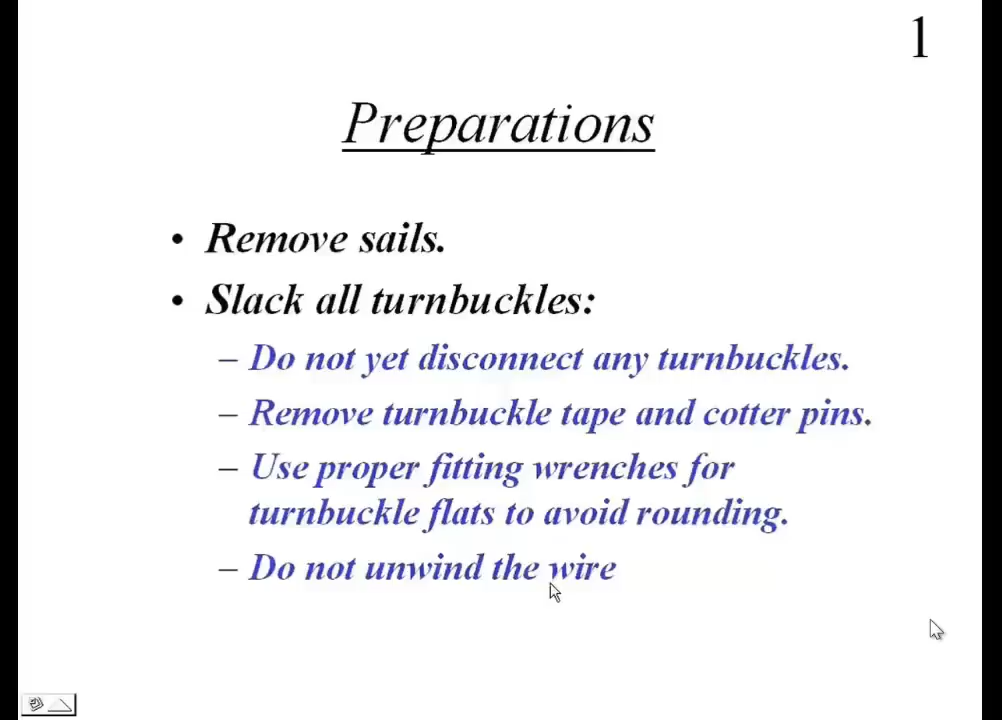 1
Preparations
• Remove sails.
• Slack all turnbuckles:
– Do not yet disconnect any turnbuckles.
– Remove turnbuckle tape and cotter pins.
– Use proper fitting wrenches for
turnbuckle flats to avoid rounding.
– Do not unwind the wire